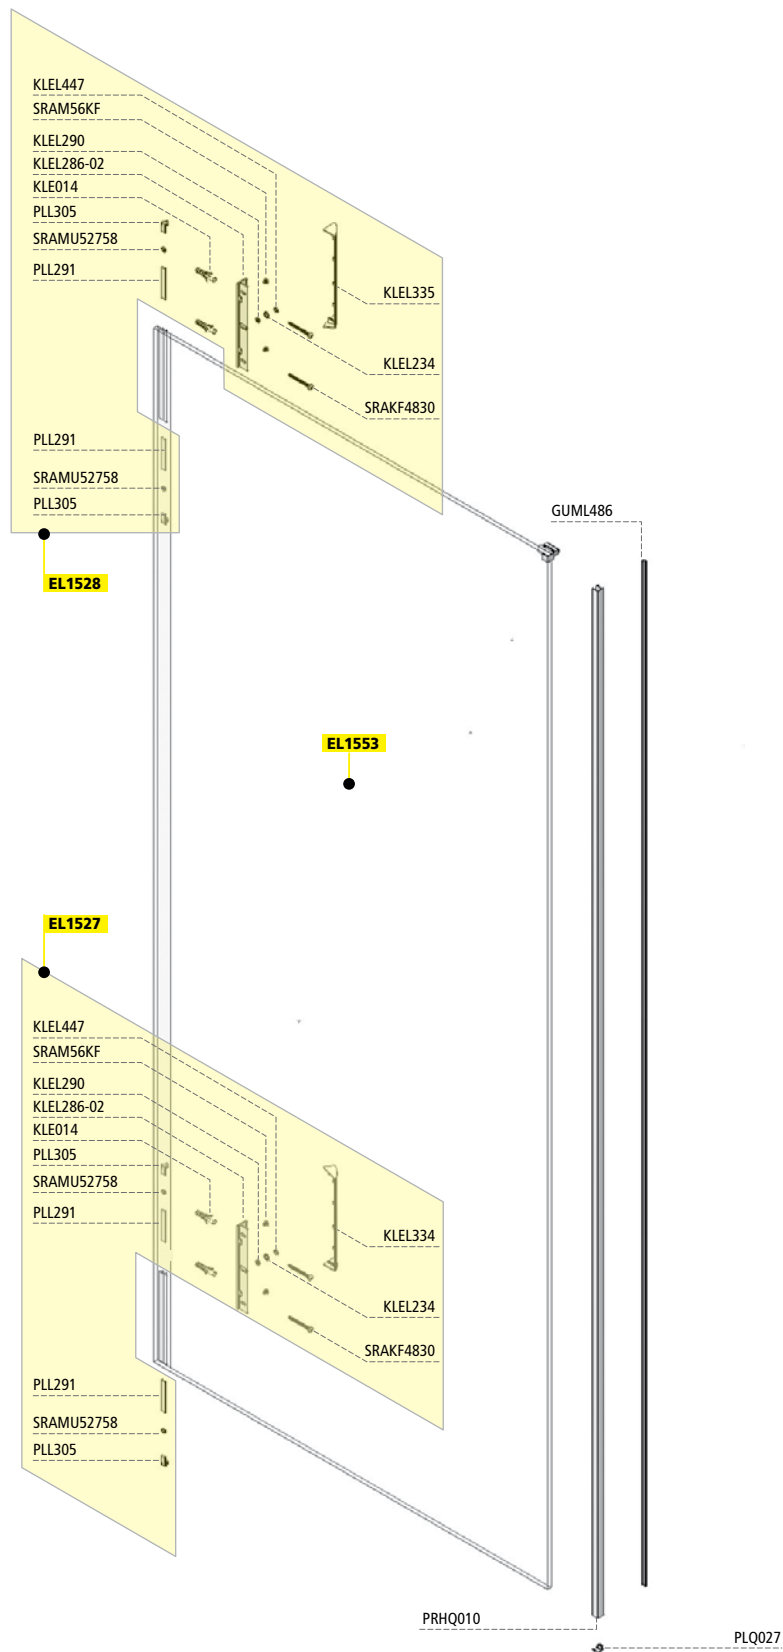 KLEL447
SRAM56KF
KLEL290
KLEL286-02
KLE014
PLL305
SRAMU52758
PLL291
KLEL335
KLEL234
SRAKF4830
PLL291
SRAMU52758
PLL305
EL1528
GUML486
EL1553
EL1527
KLEL447
SRAM56KF
KLEL290
KLEL286-02
KLE014
PLL305
SRAMU52758
PLL291
KLEL334
KLEL234
SRAKF4830
PLL291
SRAMU52758
PLL305
PRHQ010
PLQ027